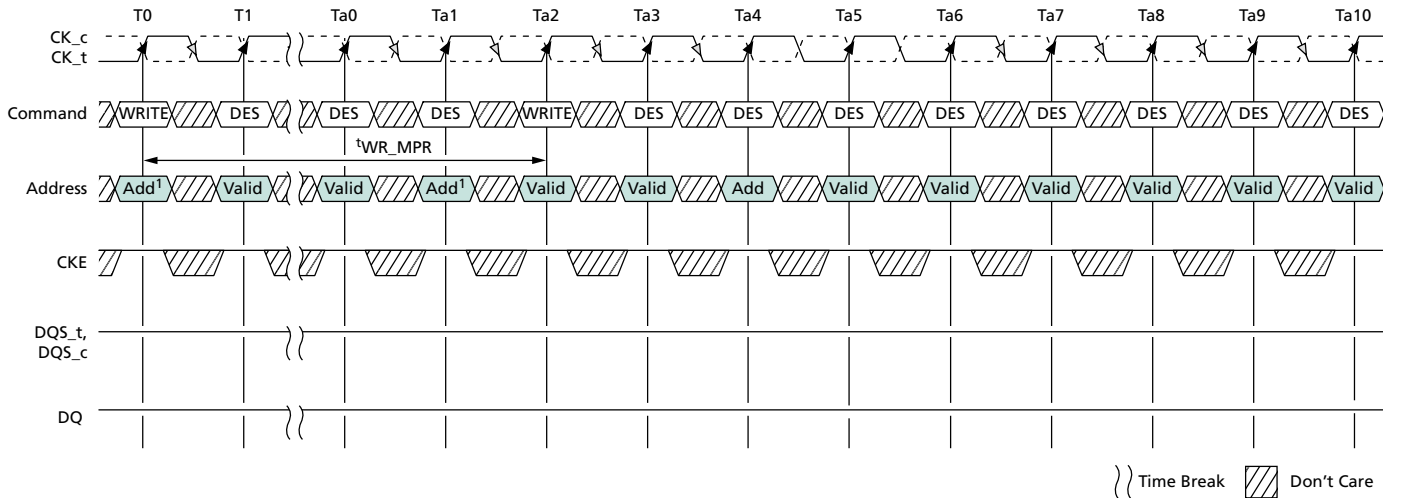 T0 T1 Ta0 Ta1 Ta2 Ta3 Ta4 Ta5 Ta6 Ta7 Ta8 Ta9 Ta10
CK_c
CK_t
Command WRITE DES DES DES WRITE DES DES DES DES DES DES DES DES
tWR_MPR
Address Add1 Valid Valid Add1 Valid Valid Add Valid Valid Valid Valid Valid Valid
CKE
DQS_t,
DQS_c
DQ
Time Break Don't Care